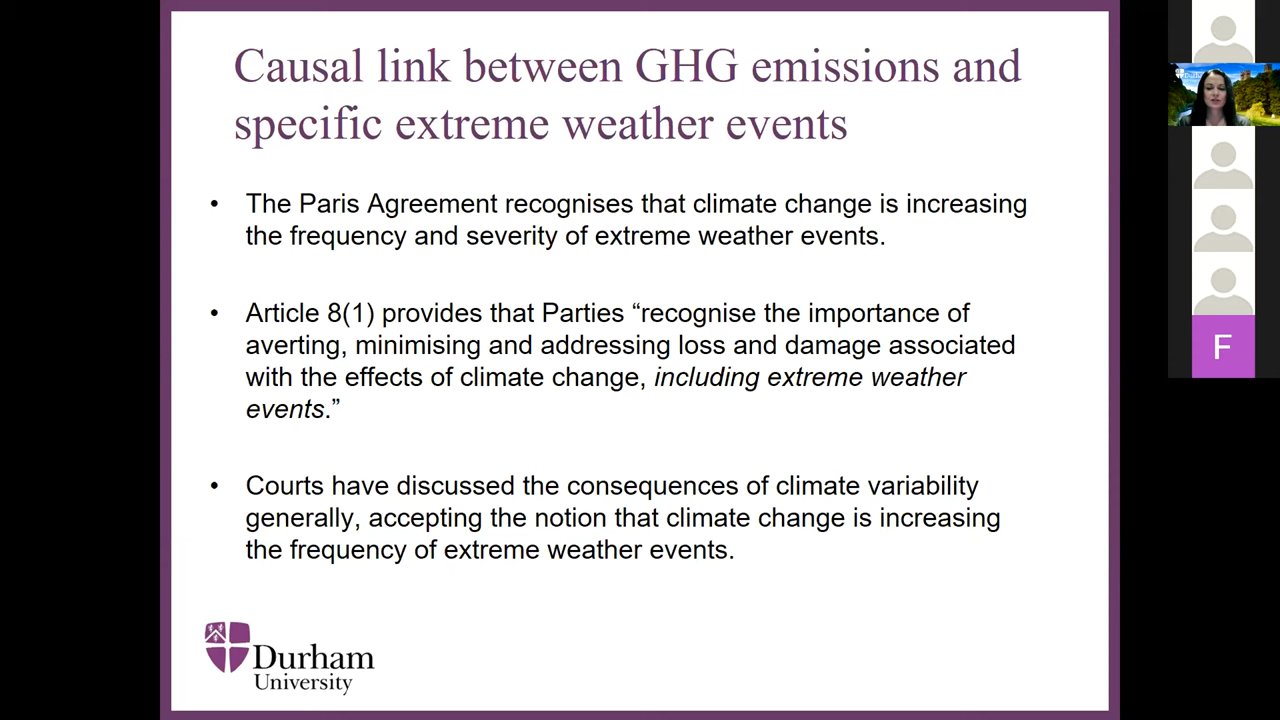 Causal link between GHG emissions and
specific extreme weather events
• The Paris Agreement recognises that climate change is increasing
the frequency and severity of extreme weather events.
• Article 8(1) provides that Parties “recognise the importance of
averting, minimising and addressing loss and damage associated
with the effects of climate change, including extreme weather
events.”
• Courts have discussed the consequences of climate variability
generally, accepting the notion that climate change is increasing
the frequency of extreme weather events.
Durham
University
Durham
F